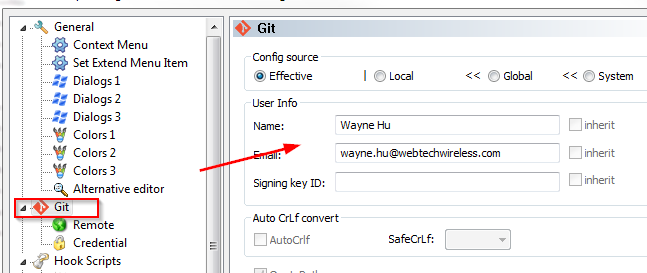 General
Context Menu
Set Extend Menu Item
Dialogs 1
Dialogs 2
Dialogs 3
Colors 1
Colors 2
Colors 3
Alternative editor
Git
Remote
Credential
Hook Scripts
Git
Config source
Effective | Local << Global << System
User Info
Name: Wayne Hu inherit
Email: wayne.hu@webtechwireless.com inherit
Signing key ID: inherit
Auto CrLf convert
AutoCrlf SafeCrLf: